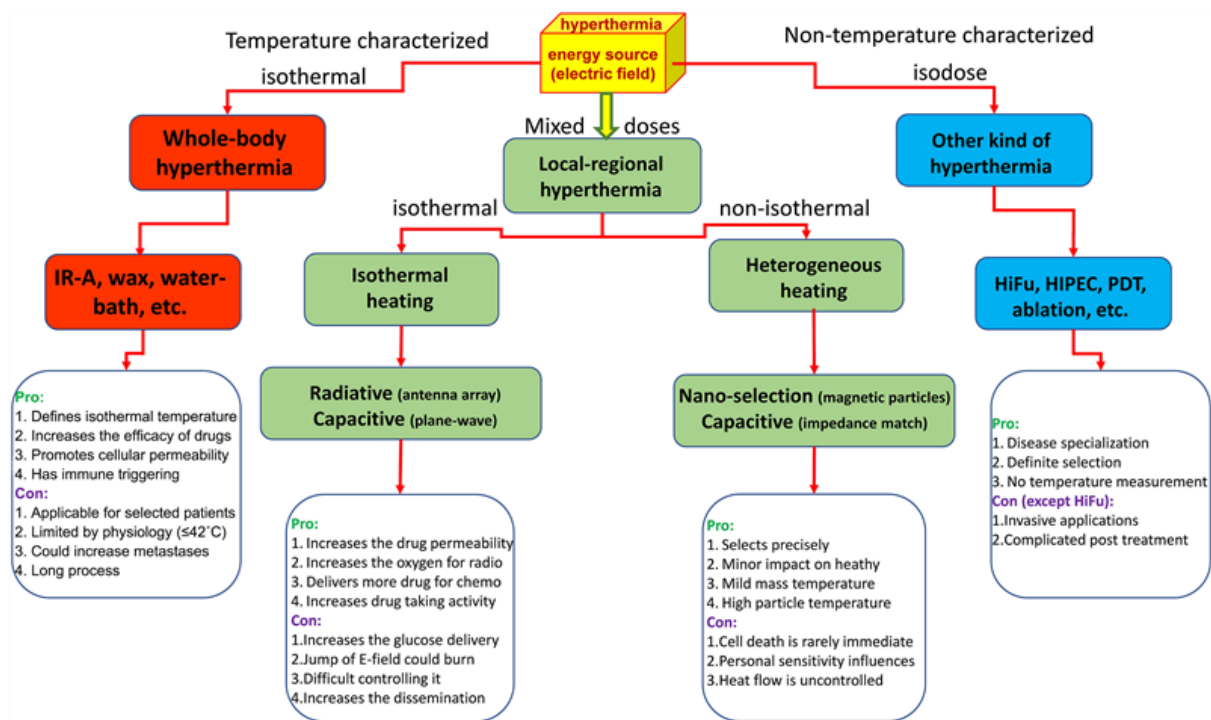 hyperthermia
energy source
(electric field)
Temperature characterized
isothermal
Non-temperature characterized
isodose
Mixed doses
Whole-body
hyperthermia
Local-regional
hyperthermia
Other kind of
hyperthermia
isothermal
non-isothermal
IR-A, wax, water-
bath, etc.
Isothermal
heating
Heterogeneous
heating
HiFu, HIPEC, PDT,
ablation, etc.
Pro:
1. Defines isothermal temperature
2. Increases the efficacy of drugs
3. Promotes cellular permeability
4. Has immune triggering
Con:
1. Applicable for selected patients
2. Limited by physiology (≤42˚C)
3. Could increase metastases
4. Long process
Radiative (antenna array)
Capacitive (plane-wave)
Pro:
1. Increases the drug permeability
2. Increases the oxygen for radio
3. Delivers more drug for chemo
4. Increases drug taking activity
Con:
1.Increases the glucose delivery
2.Jump of E-field could burn
3.Difficult controlling it
4.Increases the dissemination
Nano-selection (magnetic particles)
Capacitive (impedance match)
Pro:
1. Selects precisely
2. Minor impact on heathy
3. Mild mass temperature
4. High particle temperature
Con:
1.Cell death is rarely immediate
2.Personal sensitivity influences
3.Heat flow is uncontrolled
Pro:
1. Disease specialization
2. Definite selection
3. No temperature measurement
Con (except HiFu):
1.Invasive applications
2.Complicated post treatment